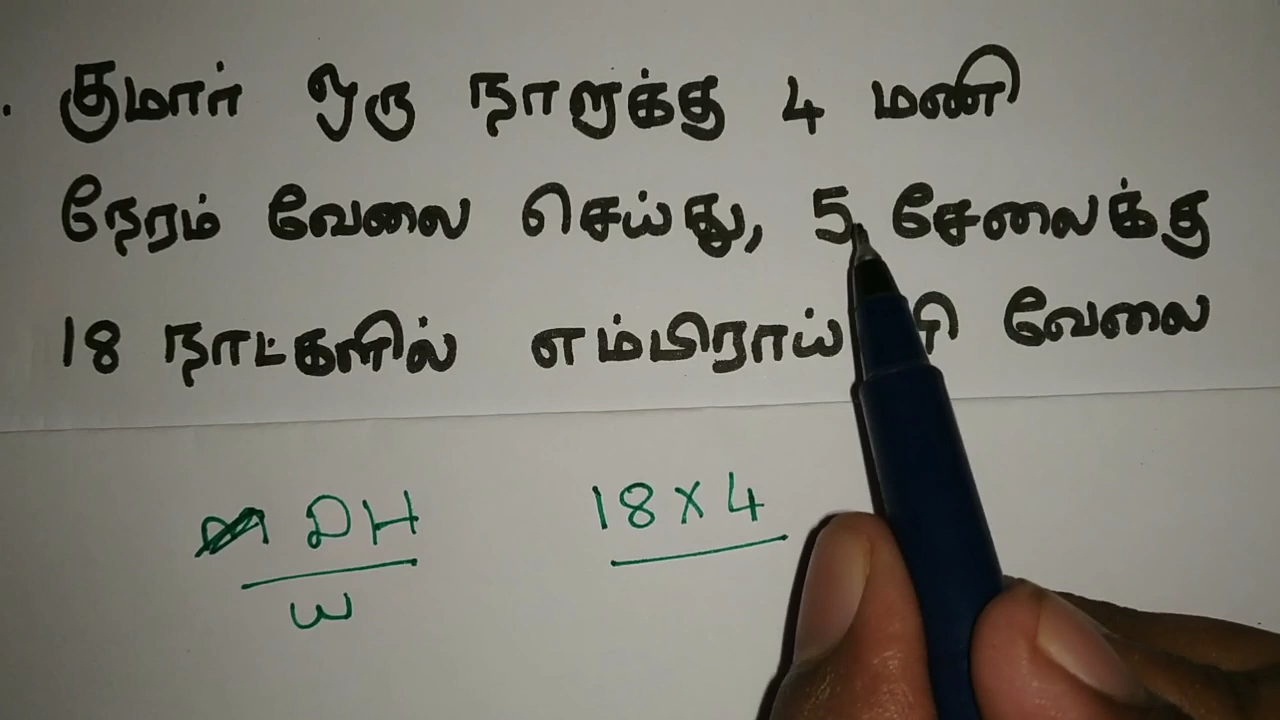 . குமார் ஒரு நாளுக்கு 4 மணி
நேரம் வேலை செய்து, 5 சேலைக்கு
18 நாட்களில் வேலை
DH
W
18 X 4